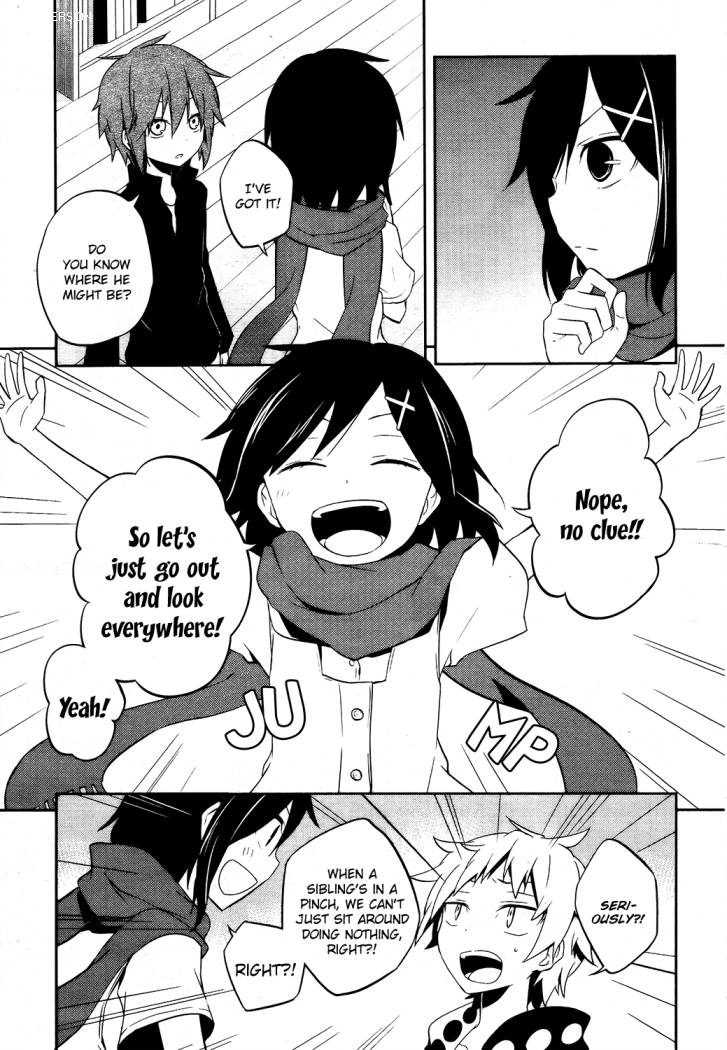 ERSON
I'VE
GOT IT!
DO
YOU KNOW
WHERE HE
MIGHT BE?
Nope,
no clue!!
So let's
just go out
and look
everywhere!
Yeah!
JU
MP
SERI-
OUSLY?!
WHEN A
SIBLING'S IN A
PINCH, WE CAN'T
JUST SIT AROUND
DOING NOTHING,
RIGHT?!
RIGHT?!